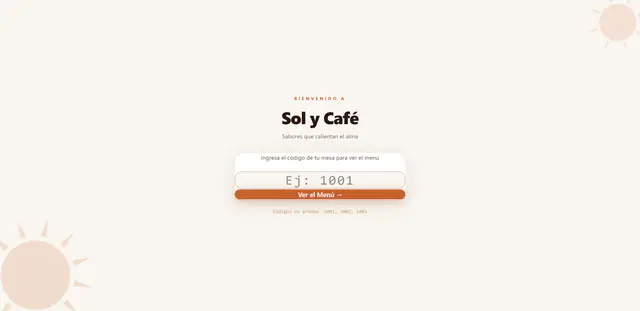 BIENVENIDO A
Sol y Café
Sabores que calientan el alma
Ingresa el codigo de tu mesa para ver el menu
Ej: 1001
Ver el Menú →
Códigos de prueba: 1001, 1002, 1003